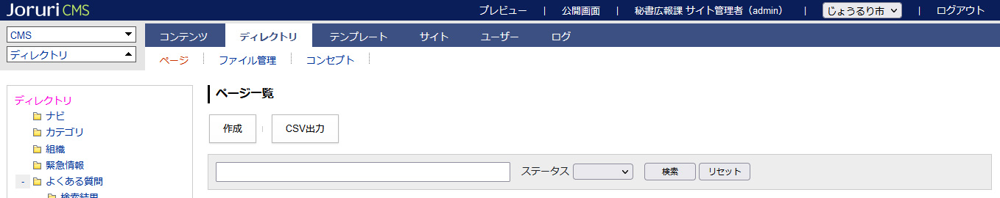 Joruri CMS プレビュー | 公開画面 | 秘書広報課 サイト管理者（admin） | じょうるり市 | ログアウト
CMS コンテンツ ディレクトリ テンプレート サイト ユーザー ログ
ディレクトリ ページ ファイル管理 コンセプト
ディレクトリ
ナビ
カテゴリ
組織
緊急情報
- よくある質問
検索結果
ページ一覧
作成 CSV出力
ステータス 検索 リセット